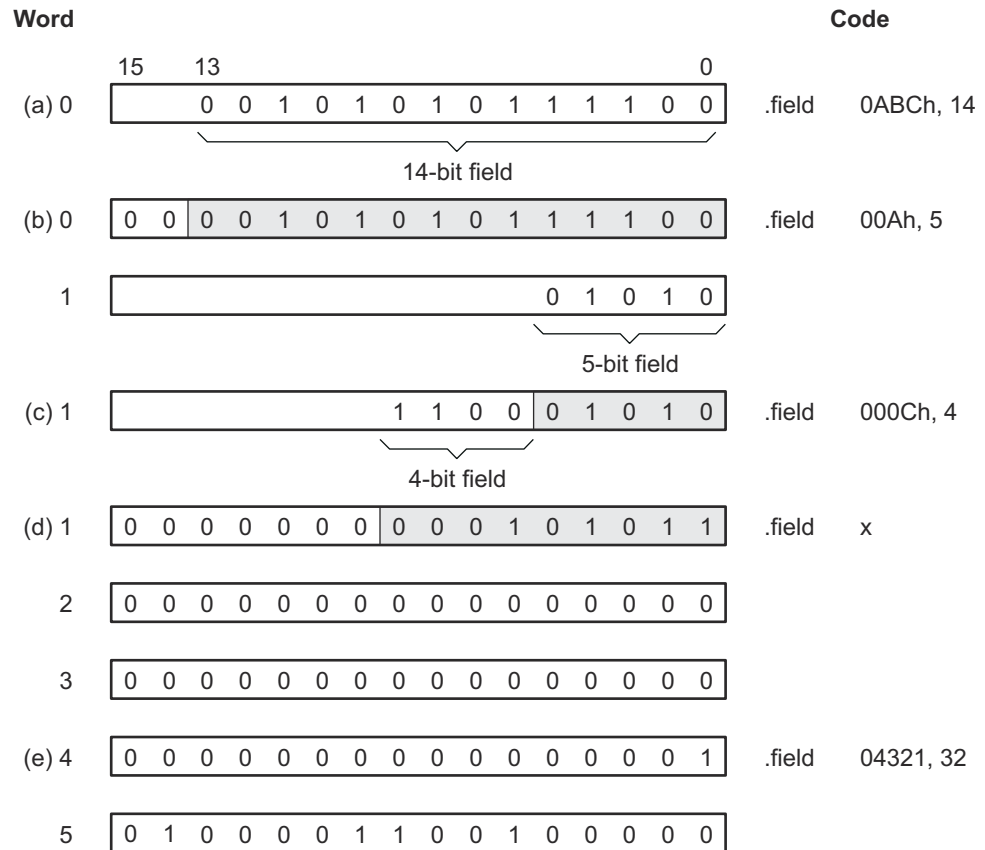 Word Code
15 13 0
(a) 0 0 0 1 0 1 0 1 0 1 1 1 1 0 0 .field 0ABCh, 14
14-bit field
(b) 0 0 0 0 0 1 0 1 0 1 0 1 1 1 1 0 0 .field 00Ah, 5
1 0 1 0 1 0
5-bit field
(c) 1 1 1 0 0 0 1 0 1 0 .field 000Ch, 4
4-bit field
(d) 1 0 0 0 0 0 0 0 0 0 0 1 0 1 0 1 1 .field x
2 0 0 0 0 0 0 0 0 0 0 0 0 0 0 0 0
3 0 0 0 0 0 0 0 0 0 0 0 0 0 0 0 0
(e) 4 0 0 0 0 0 0 0 0 0 0 0 0 0 0 0 1 .field 04321, 32
5 0 1 0 0 0 0 1 1 0 0 1 0 0 0 0 0